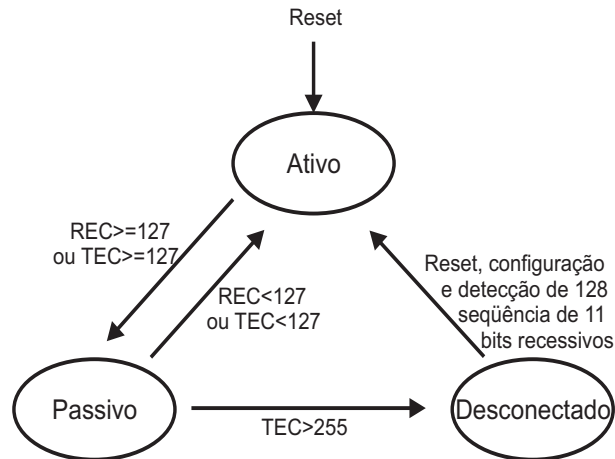 Reset
Ativo
REC>=127
ou TEC>=127
REC<127
ou TEC<127
Reset, configuração
e detecção de 128
seqüência de 11
bits recessivos
Passivo
TEC>255
Desconectado